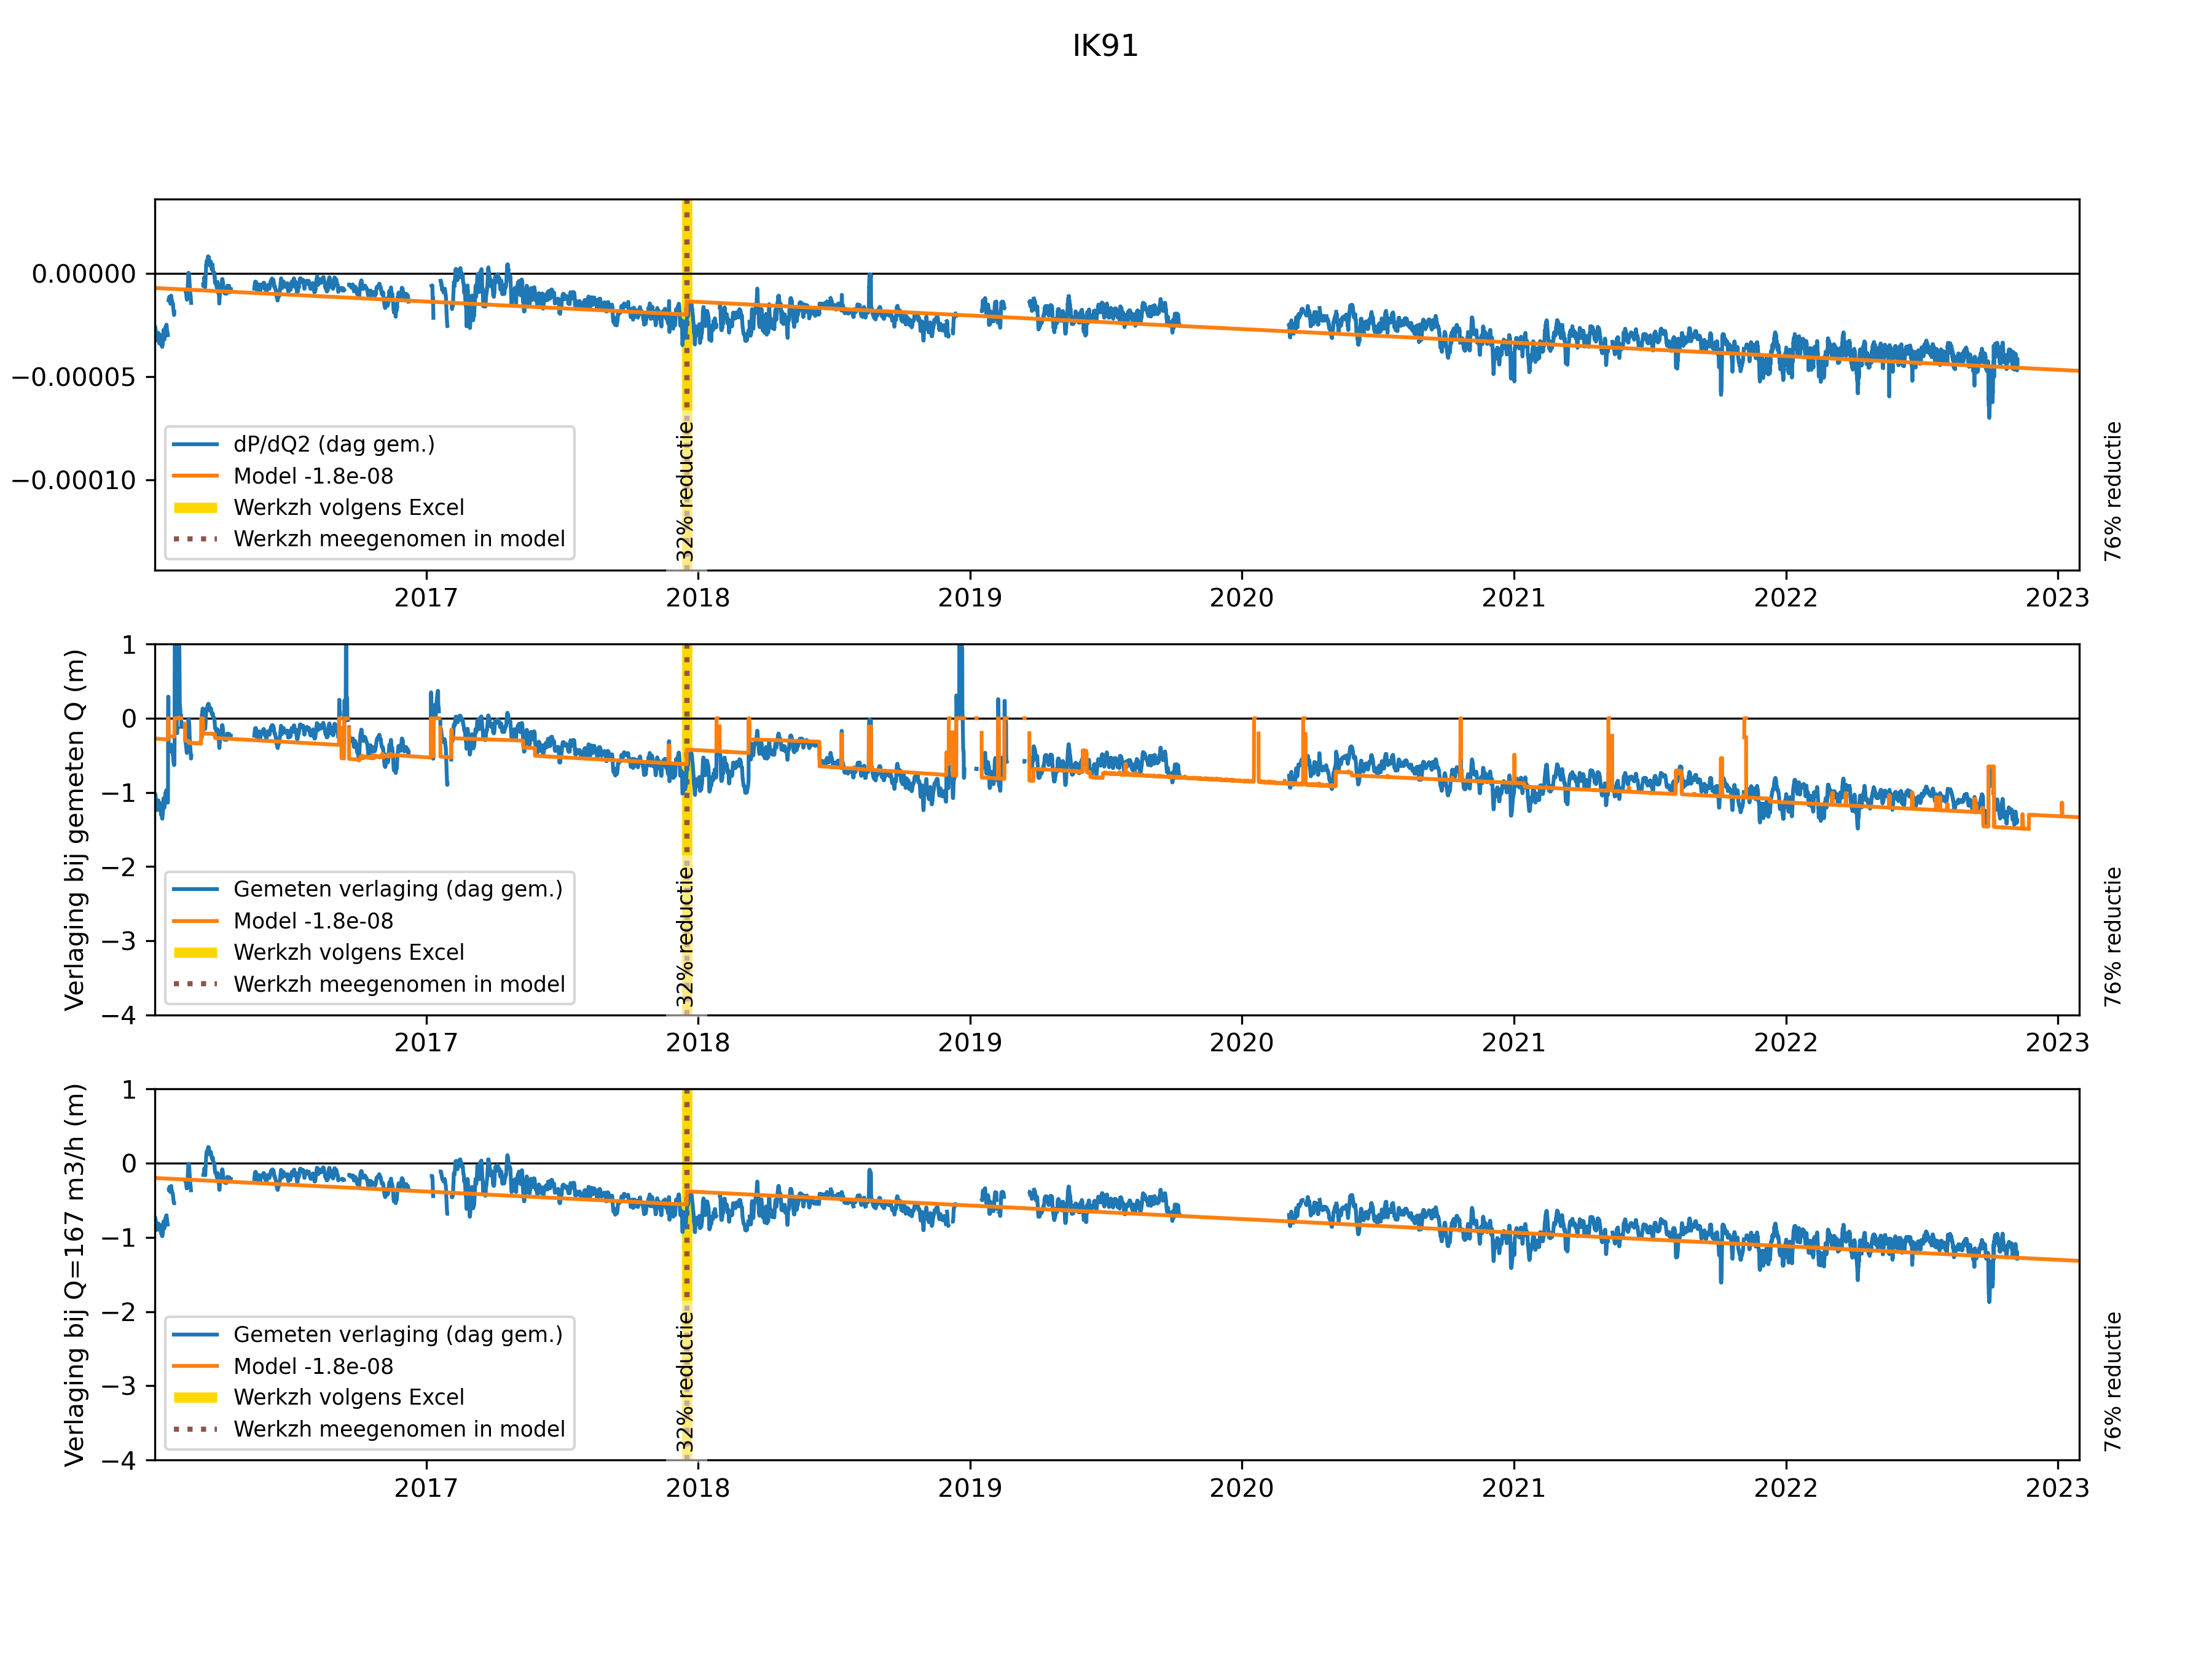 IK91
0.00000
−0.00005
−0.00010
dP/dQ2 (dag gem.)
Model -1.8e-08
Werkzh volgens Excel
Werkzh meegenomen in model
32% reductie
76% reductie
2017 2018 2019 2020 2021 2022 2023
Verlaging bij gemeten Q (m)
1
0
−1
−2
−3
−4
Gemeten verlaging (dag gem.)
Model -1.8e-08
Werkzh volgens Excel
Werkzh meegenomen in model
32% reductie
76% reductie
2017 2018 2019 2020 2021 2022 2023
Verlaging bij Q=167 m3/h (m)
1
0
−1
−2
−3
−4
Gemeten verlaging (dag gem.)
Model -1.8e-08
Werkzh volgens Excel
Werkzh meegenomen in model
32% reductie
76% reductie
2017 2018 2019 2020 2021 2022 2023